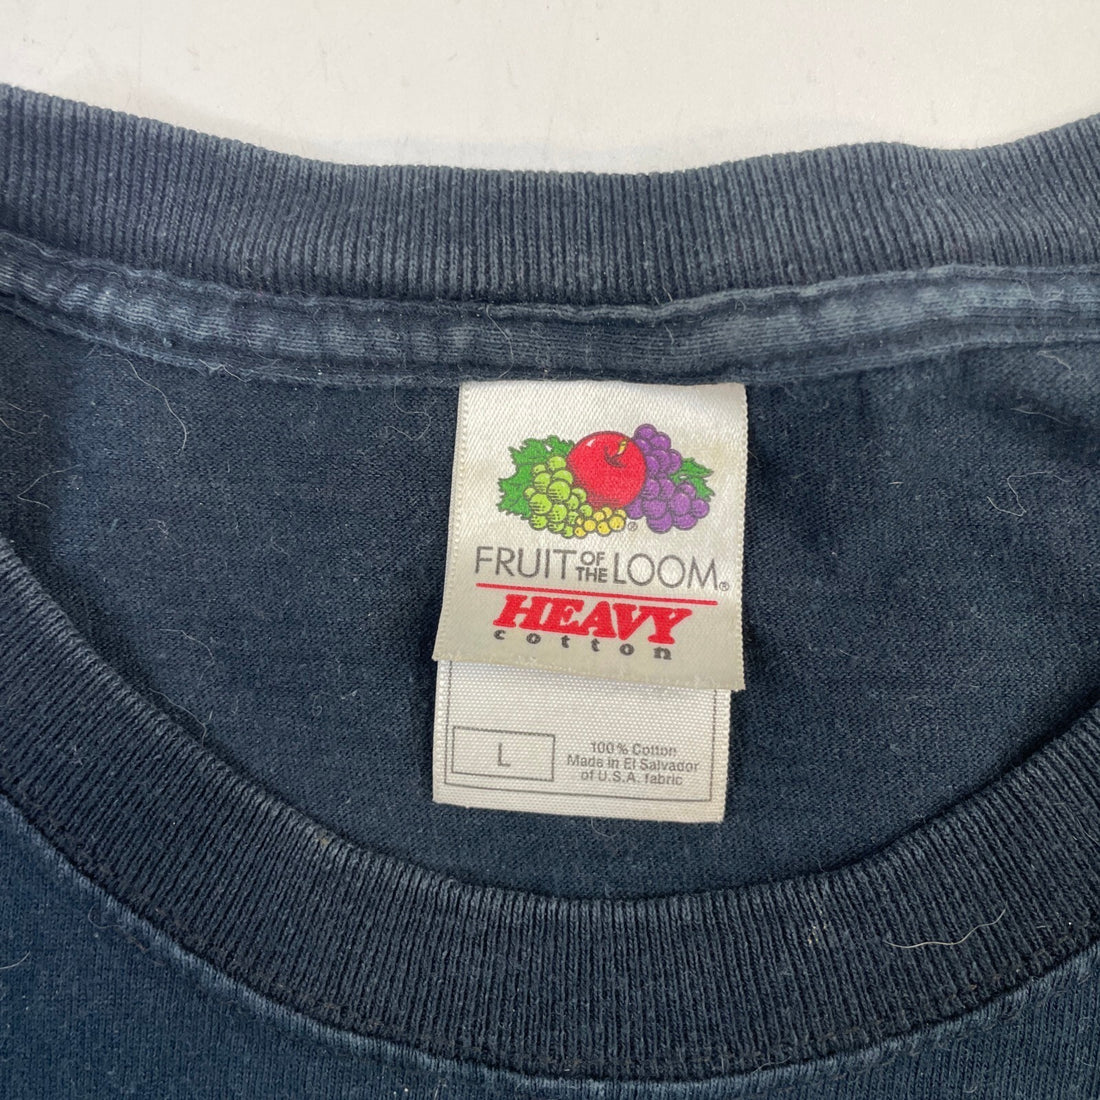 ®
FRUIT OF THE LOOM®
HEAVY
cotton
L
100% Cotton
Made in El Salvador
of U.S.A. fabric